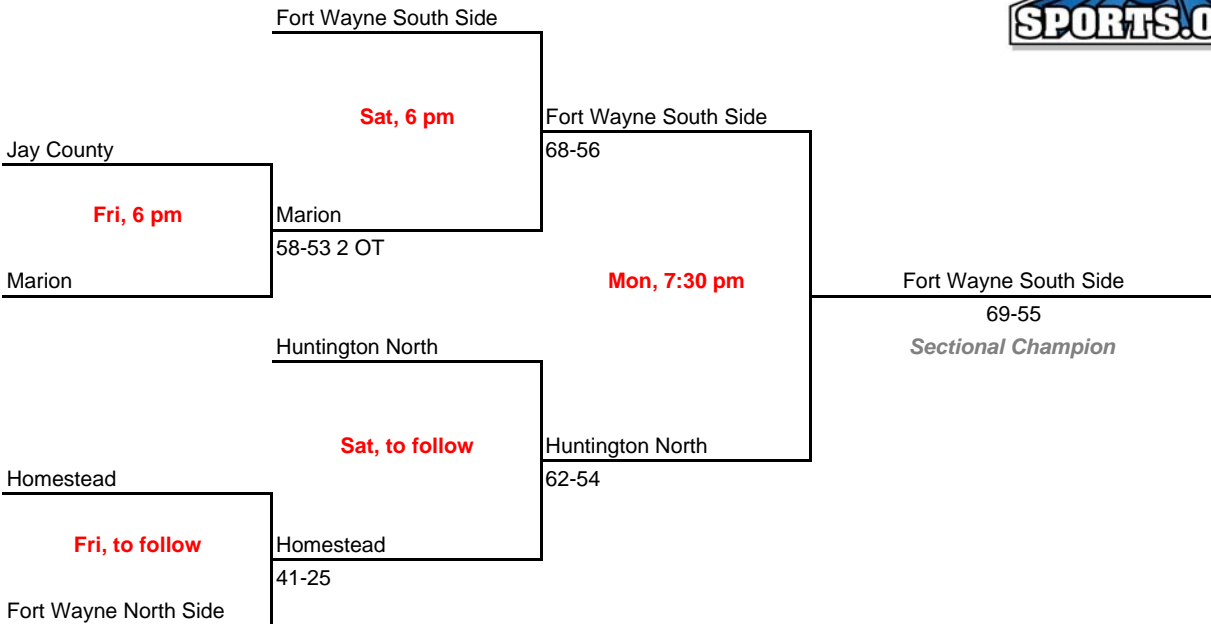 Fort Wayne South Side
SPORTS.O
Sat, 6 pm
Fort Wayne South Side
Jay County
68-56
Fri, 6 pm
Marion
58-53 2 OT
Marion
Mon, 7:30 pm
Fort Wayne South Side
69-55
Huntington North
Sectional Champion
Sat, to follow
Huntington North
Homestead
62-54
Fri, to follow
Homestead
41-25
Fort Wayne North Side